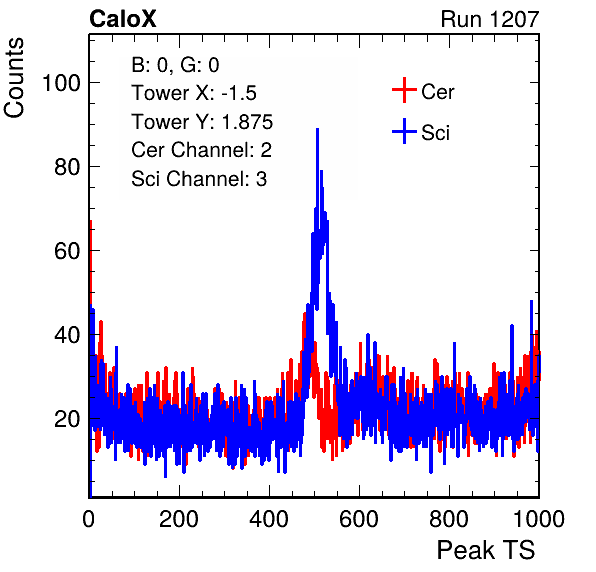 CaloX Run 1207
Counts
B: 0, G: 0
Tower X: -1.5
Tower Y: 1.875
Cer Channel: 2
Sci Channel: 3
Cer
Sci
100
80
60
40
20
0 200 400 600 800 1000
Peak TS